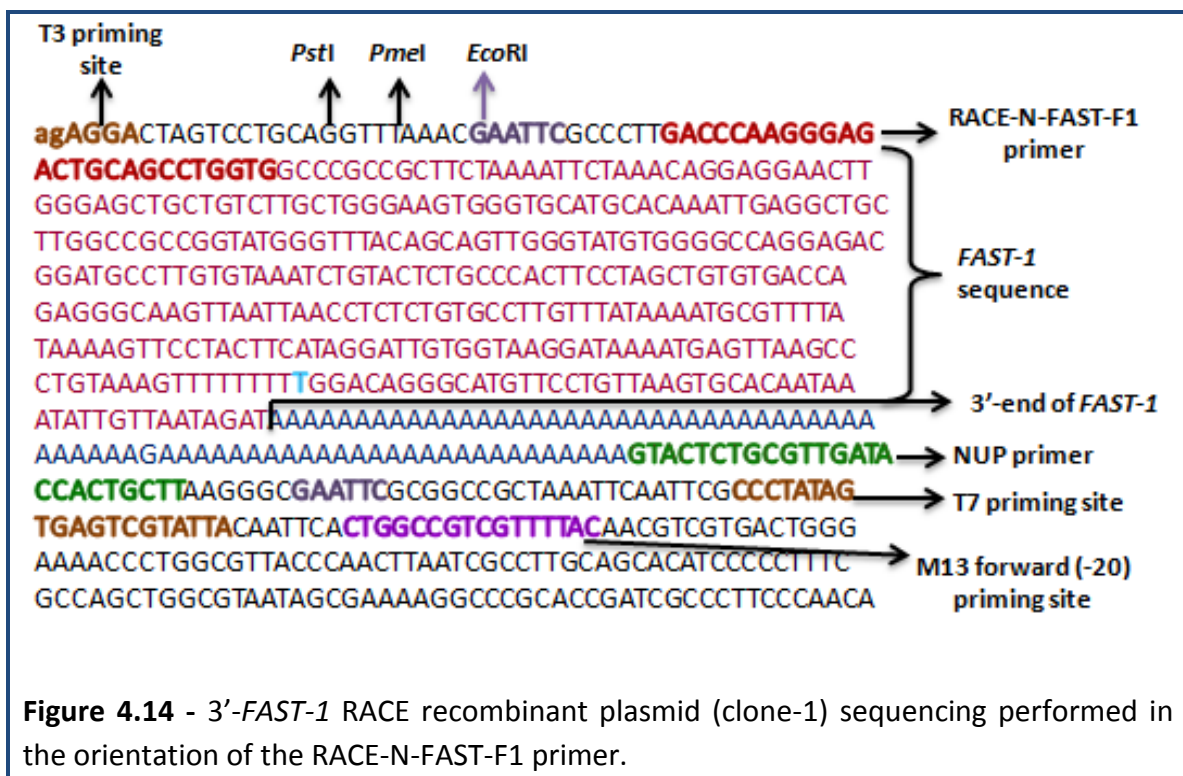 T3 priming
site
PstI
PmeI
EcoRI
agAGGACTAGTCCTGCAGGTTTAAACGAATTCGCCCTTGACCCAAGGGAG
RACE-N-FAST-F1
primer
ACTGCAGCCTGGTGGCCCGCCGCTTCTAAAATTCTAAACAGGAGGAACTT
GGGAGCTGCTGTCTTGCTGGGAAGTGGGTGCATGCACAAATTGAGGCTGC
TTGGCCGCCGGTATGGGTTTACAGCAGTTGGGTATGTGGGGCCAGGAGAC
GGATGCCTTGTGTAAATCTGTACTCTGCCCACTTCCTAGCTGTGTGACCA
FAST-1
sequence
GAGGGCAAGTTAATTAACCTCTCTGTGCCTTGTTTATAAAATGCGTTTTA
TAAAAGTTCCTACTTCATAGGATTGTGGTAAGGATAAAATGAGTTAAGCC
CTGTAAAGTTTTTTTTTGGACAGGGCATGTTCCTGTTAAGTGCACAATAA
ATATTGTTAATAGATAAAAAAAAAAAAAAAAAAAAAAAAAAAAAAAAAAA
3’-end of FAST-1
AAAAAAGAAAAAAAAAAAAAAAAAAAAAAAAAAAGTACTCTGCGTTGATA
NUP primer
CCACTGCTTAAGGGCGAATTCGCGGCCGCTAAATTCAATTCGCCCTATAG
T7 priming site
TGAGTCGTATTACAATTCACTGGCCGTCGTTTTACAACGTCGTGACTGGG
AAAACCCTGGCGTTACCCAACTTAATCGCCTTGCAGCACATCCCCCTTTC
M13 forward (-20)
priming site
GCCAGCTGGCGTAATAGCGAAAAGGCCCGCACCGATCGCCCTTCCCAACA
Figure 4.14 - 3’-FAST-1 RACE recombinant plasmid (clone-1) sequencing performed in
the orientation of the RACE-N-FAST-F1 primer.